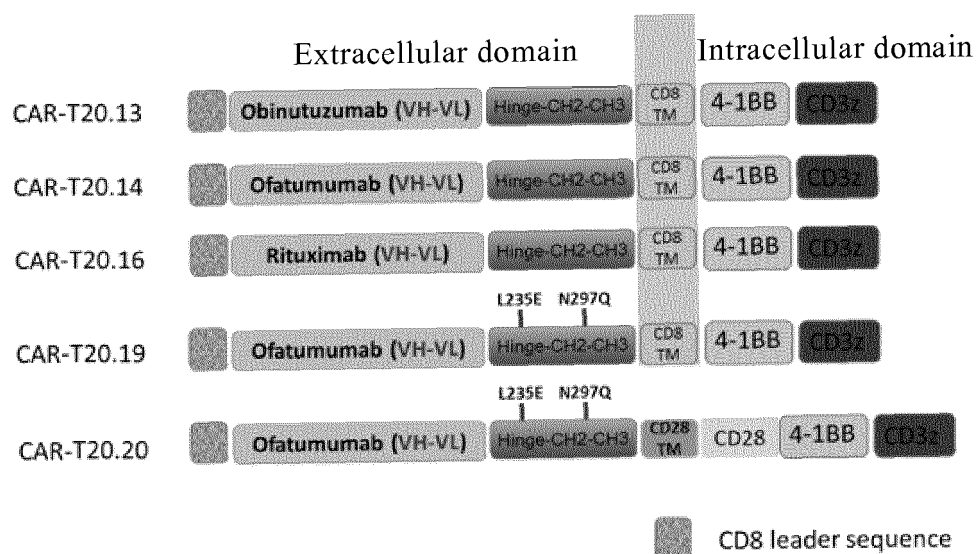 Extracellular domain Intracellular domain
CAR-T20.13 Obinutuzumab (VH-VL) Hinge-CH2-CH3 CD8 TM 4-1BB CD3z
CAR-T20.14 Ofatumumab (VH-VL) Hinge-CH2-CH3 CD8 TM 4-1BB CD3z
CAR-T20.16 Rituximab (VH-VL) Hinge-CH2-CH3 CD8 TM 4-1BB CD3z
L235E N297Q
CAR-T20.19 Ofatumumab (VH-VL) Hinge-CH2-CH3 CD8 TM 4-1BB CD3z
L235E N297Q
CAR-T20.20 Ofatumumab (VH-VL) Hinge-CH2-CH3 CD28 TM CD28 4-1BB CD3z
CD8 leader sequence